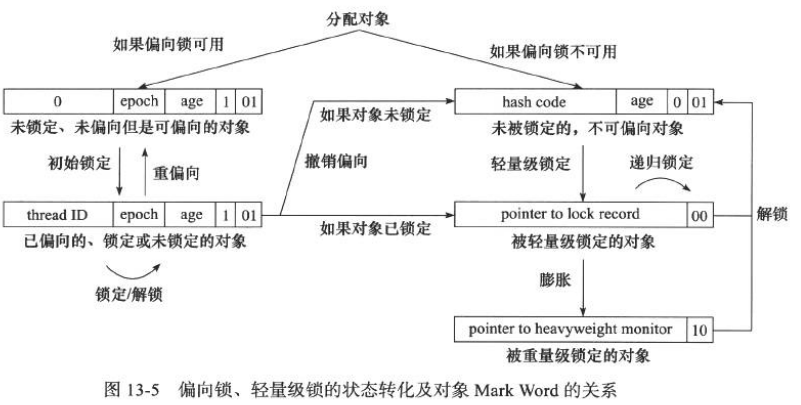 分配对象
如果偏向锁可用
如果偏向锁不可用
0 epoch age 1 01
hash code age 0 01
未锁定、未偏向但是可偏向的对象
如果对象未锁定
未被锁定的,不可偏向对象
初始锁定
重偏向
撤销偏向
轻量级锁定
递归锁定
thread ID epoch age 1 01
pointer to lock record 00
解锁
已偏向的、锁定或未锁定的对象
如果对象已锁定
被轻量级锁定的对象
锁定/解锁
膨胀
pointer to heavyweight monitor 10
被重量级锁定的对象
图 13-5 偏向锁、轻量级锁的状态转化及对象 Mark Word 的关系